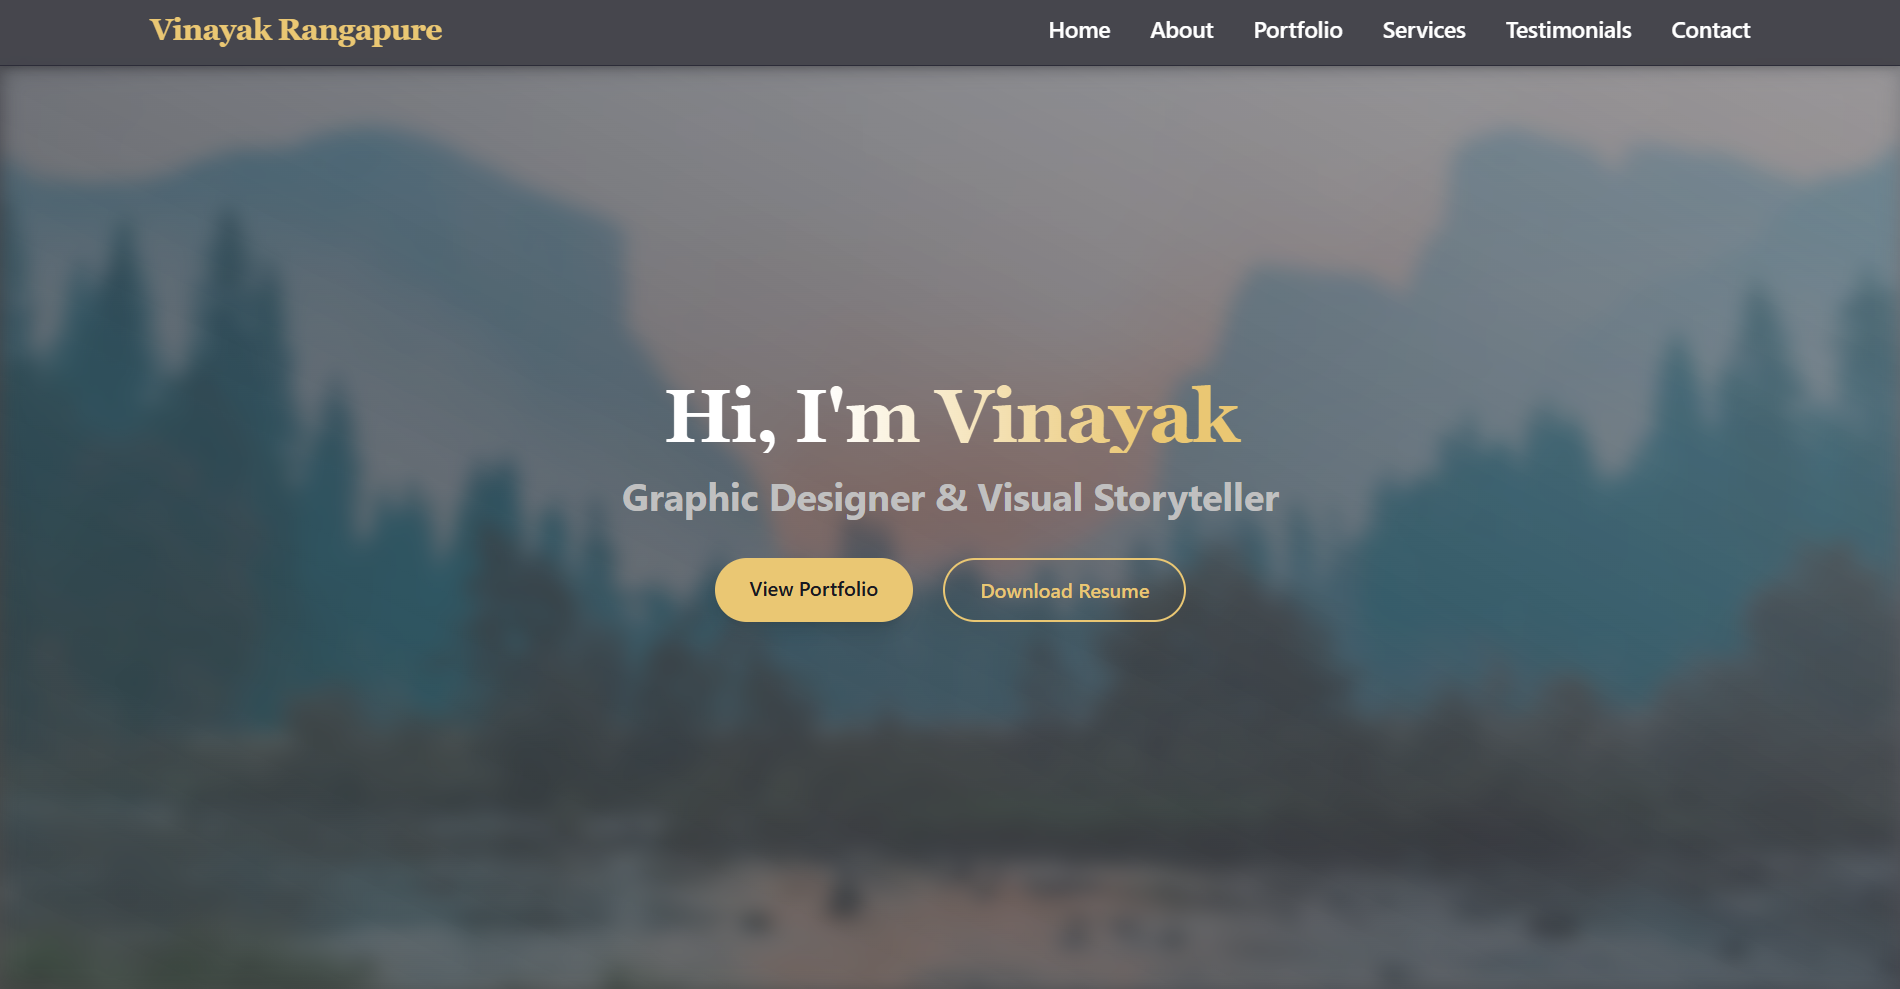 Vinayak Rangapure
Home About Portfolio Services Testimonials Contact
Hi, I'm Vinayak
Graphic Designer & Visual Storyteller
View Portfolio
Download Resume